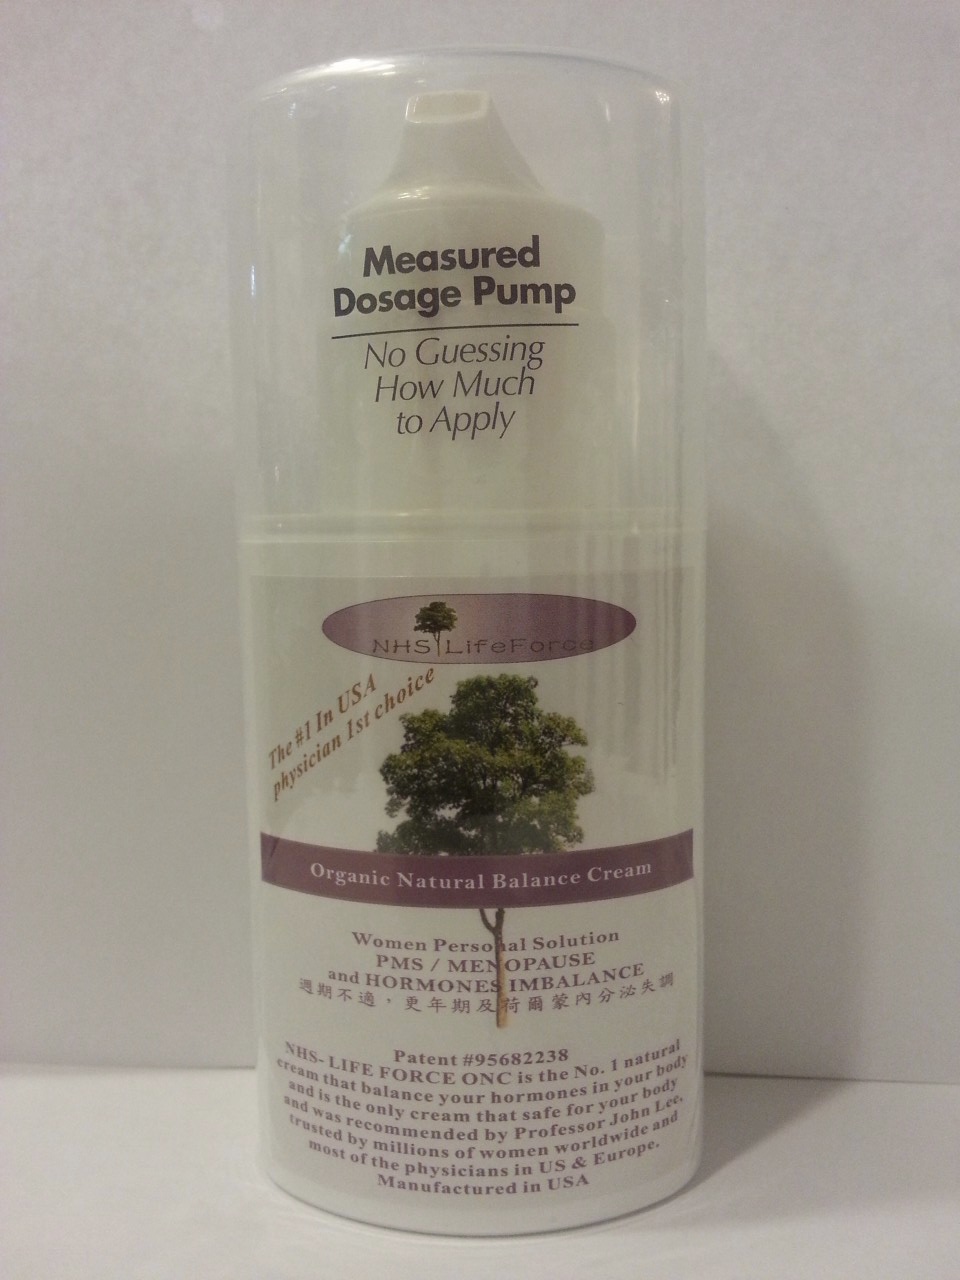 Measured
Dosage Pump
No Guessing
How Much
to Apply
NHS LifeForce
The #1 In USA
physician 1st choice
Organic Natural Balance Cream
Women Personal Solution
PMS / MENOPAUSE
and HORMONES IMBALANCE
週期不適，更年期及荷爾蒙內分泌失調
Patent #95682238
NHS- LIFE FORCE ONC is the No. 1 natural
cream that balance your hormones in your body
and is the only cream that safe for your body
and was recommended by Professor John Lee,
trusted by millions of women worldwide and
most of the physicians in US & Europe.
Manufactured in USA